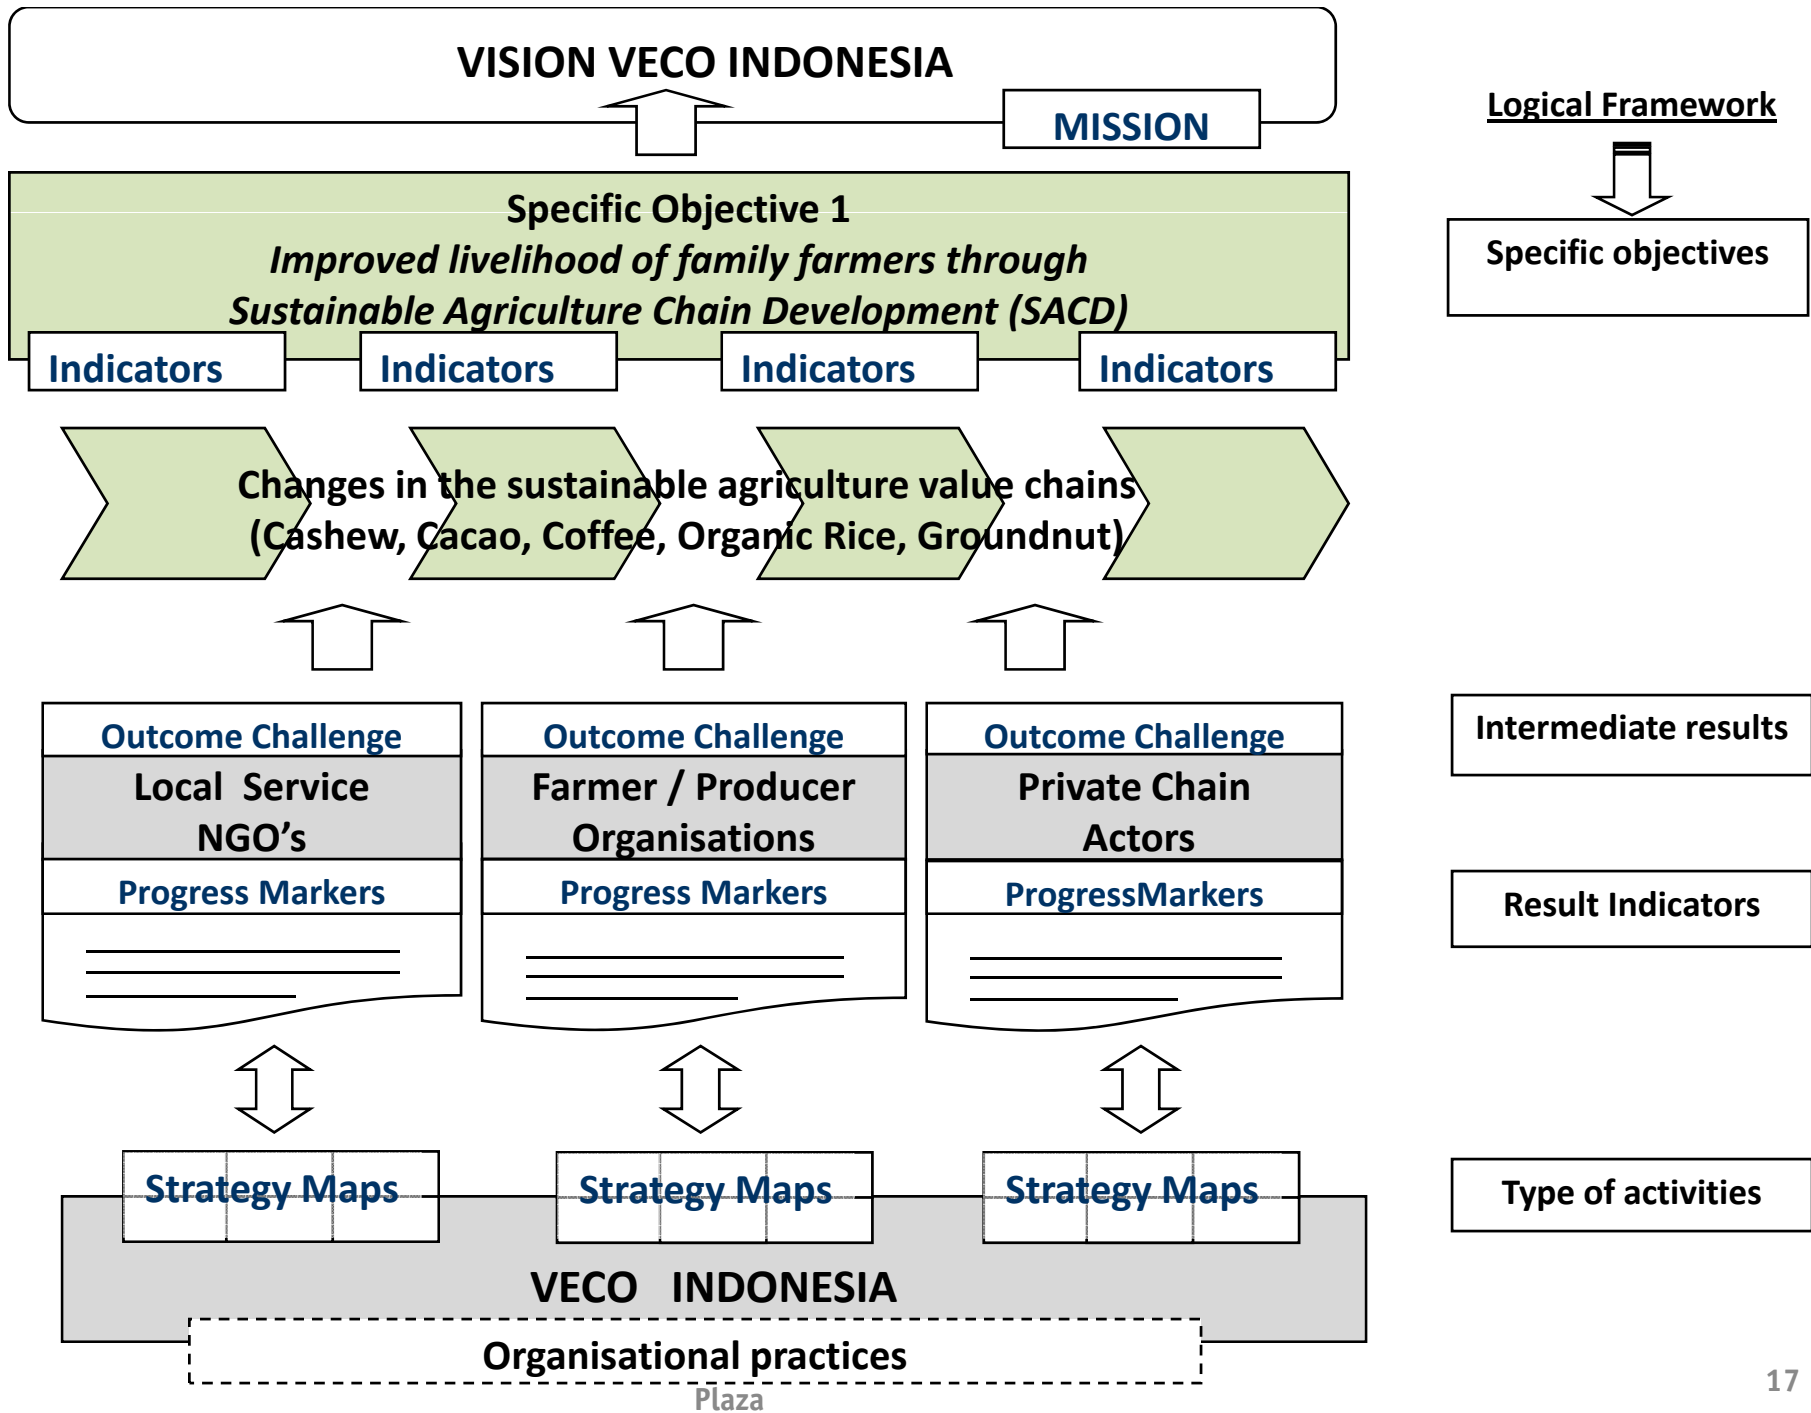 VISION VECO INDONESIA
MISSION
Logical Framework
Specific Objective 1
Improved livelihood of family farmers through
Sustainable Agriculture Chain Development (SACD)
Specific objectives
Indicators
Indicators
Indicators
Indicators
Changes in the sustainable agriculture value chains
(Cashew, Cacao, Coffee, Organic Rice, Groundnut)
Outcome Challenge
Local Service
NGO’s
Progress Markers
Outcome Challenge
Farmer / Producer
Organisations
Progress Markers
Outcome Challenge
Private Chain
Actors
ProgressMarkers
Intermediate results
Result Indicators
Strategy Maps
Strategy Maps
Strategy Maps
Type of activities
VECO INDONESIA
Organisational practices
Plaza
17